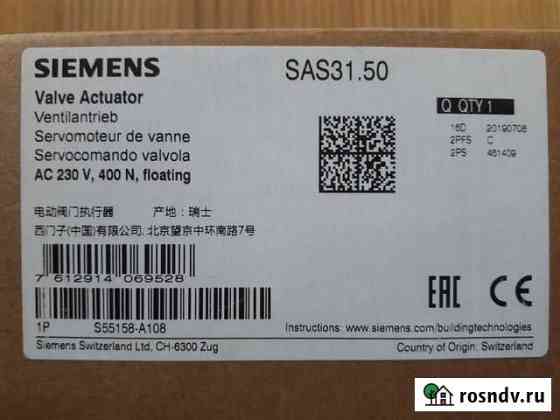 SIEMENS
SAS31.50
Valve Actuator
Ventilantrieb
Servomoteur de vanne
Servocomando valvola
AC 230 V, 400 N, floating
Q QTY 1
16D 20190708
2PFS C
2PS 461409
电动阀门执行器 产地: 瑞士
西门子(中国)有限公司, 北京望京中环南路7号
7 612914 069528
EAC CE
1P S55158-A108
Instructions: www.siemens.com/buildingtechnologies
Siemens Switzerland Ltd, CH-6300 Zug
Country of Origin: Switzerland
rosndv.ru